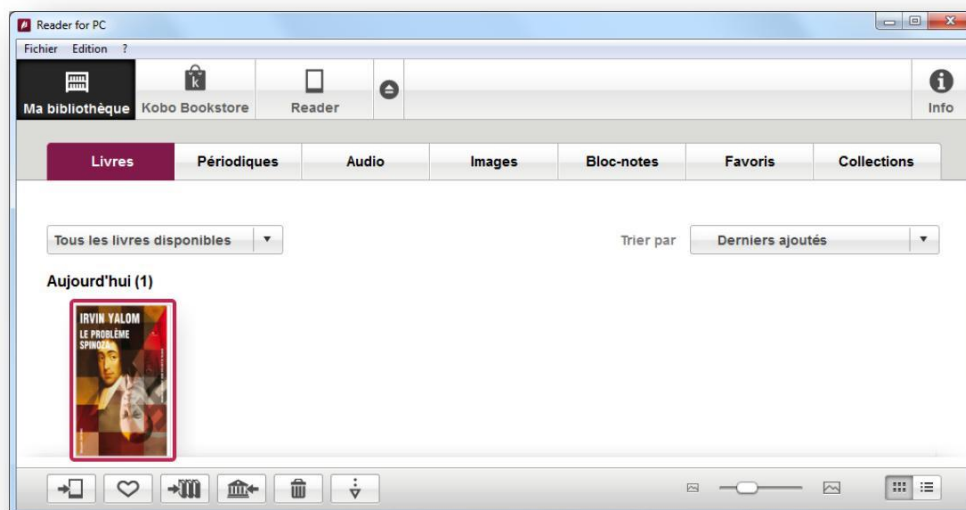 Reader for PC
Fichier Edition ?
Ma bibliothèque Kobo Bookstore Reader Info
Livres Périodiques Audio Images Bloc-notes Favoris Collections
Tous les livres disponibles Trier par Derniers ajoutés
Aujourd'hui (1)
IRVIN YALOM
LE PROBLÈME
SPINOZA